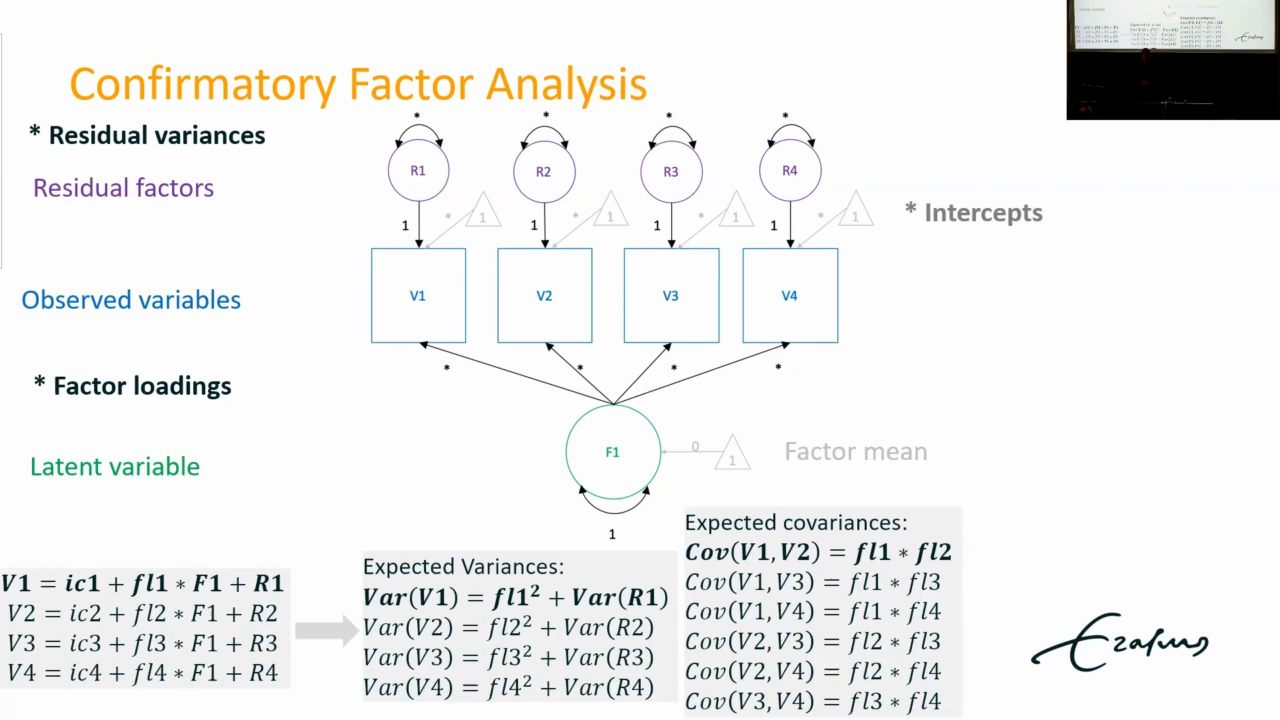 Confirmatory Factor Analysis
* Residual variances
Residual factors
* * * *
R1 R2 R3 R4
1 * 1 1 * 1 1 * 1 1 * 1
* Intercepts
Observed variables
V1 V2 V3 V4
* * * *
* Factor loadings
Latent variable
F1
0 1
Factor mean
1
V1 = ic1 + fl1 * F1 + R1
V2 = ic2 + fl2 * F1 + R2
V3 = ic3 + fl3 * F1 + R3
V4 = ic4 + fl4 * F1 + R4
Expected Variances:
Var(V1) = fl1² + Var(R1)
Var(V2) = fl2² + Var(R2)
Var(V3) = fl3² + Var(R3)
Var(V4) = fl4² + Var(R4)
Expected covariances:
Cov(V1, V2) = fl1 * fl2
Cov(V1, V3) = fl1 * fl3
Cov(V1, V4) = fl1 * fl4
Cov(V2, V3) = fl2 * fl3
Cov(V2, V4) = fl2 * fl4
Cov(V3, V4) = fl3 * fl4
Erasmus